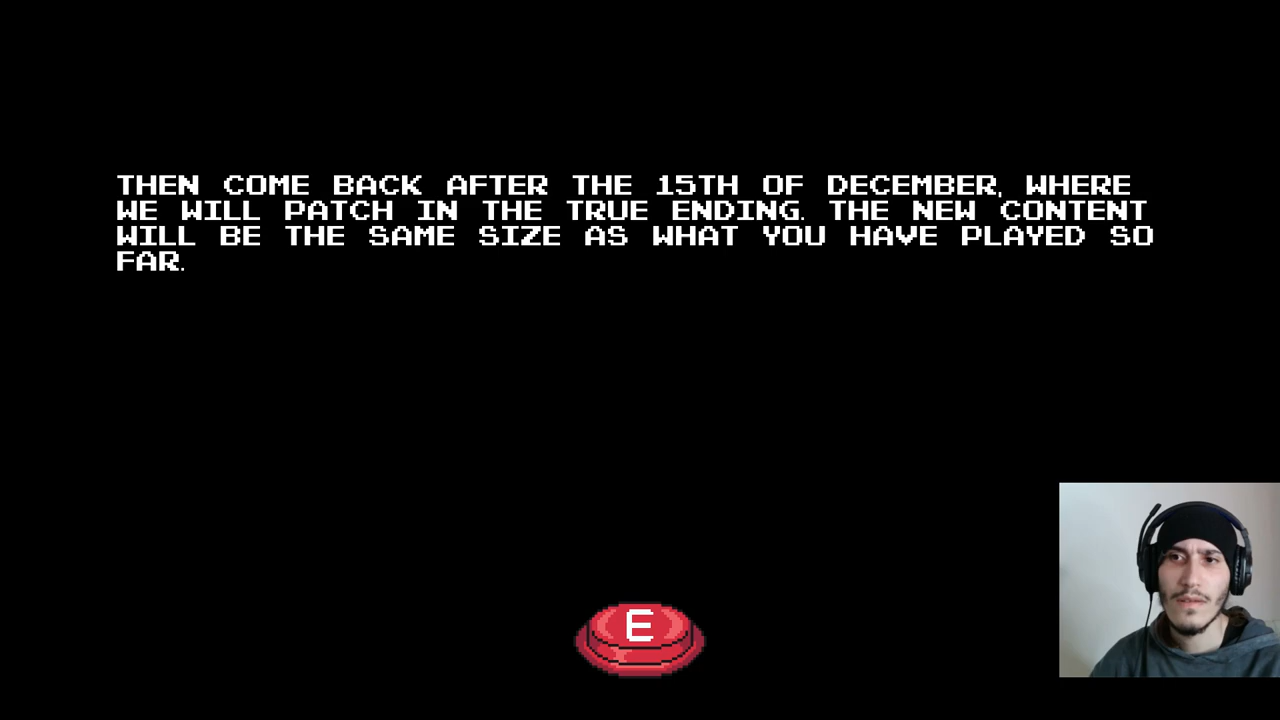 THEN COME BACK AFTER THE 15TH OF DECEMBER, WHERE
WE WILL PATCH IN THE TRUE ENDING. THE NEW CONTENT
WILL BE THE SAME SIZE AS WHAT YOU HAVE PLAYED SO
FAR.
E